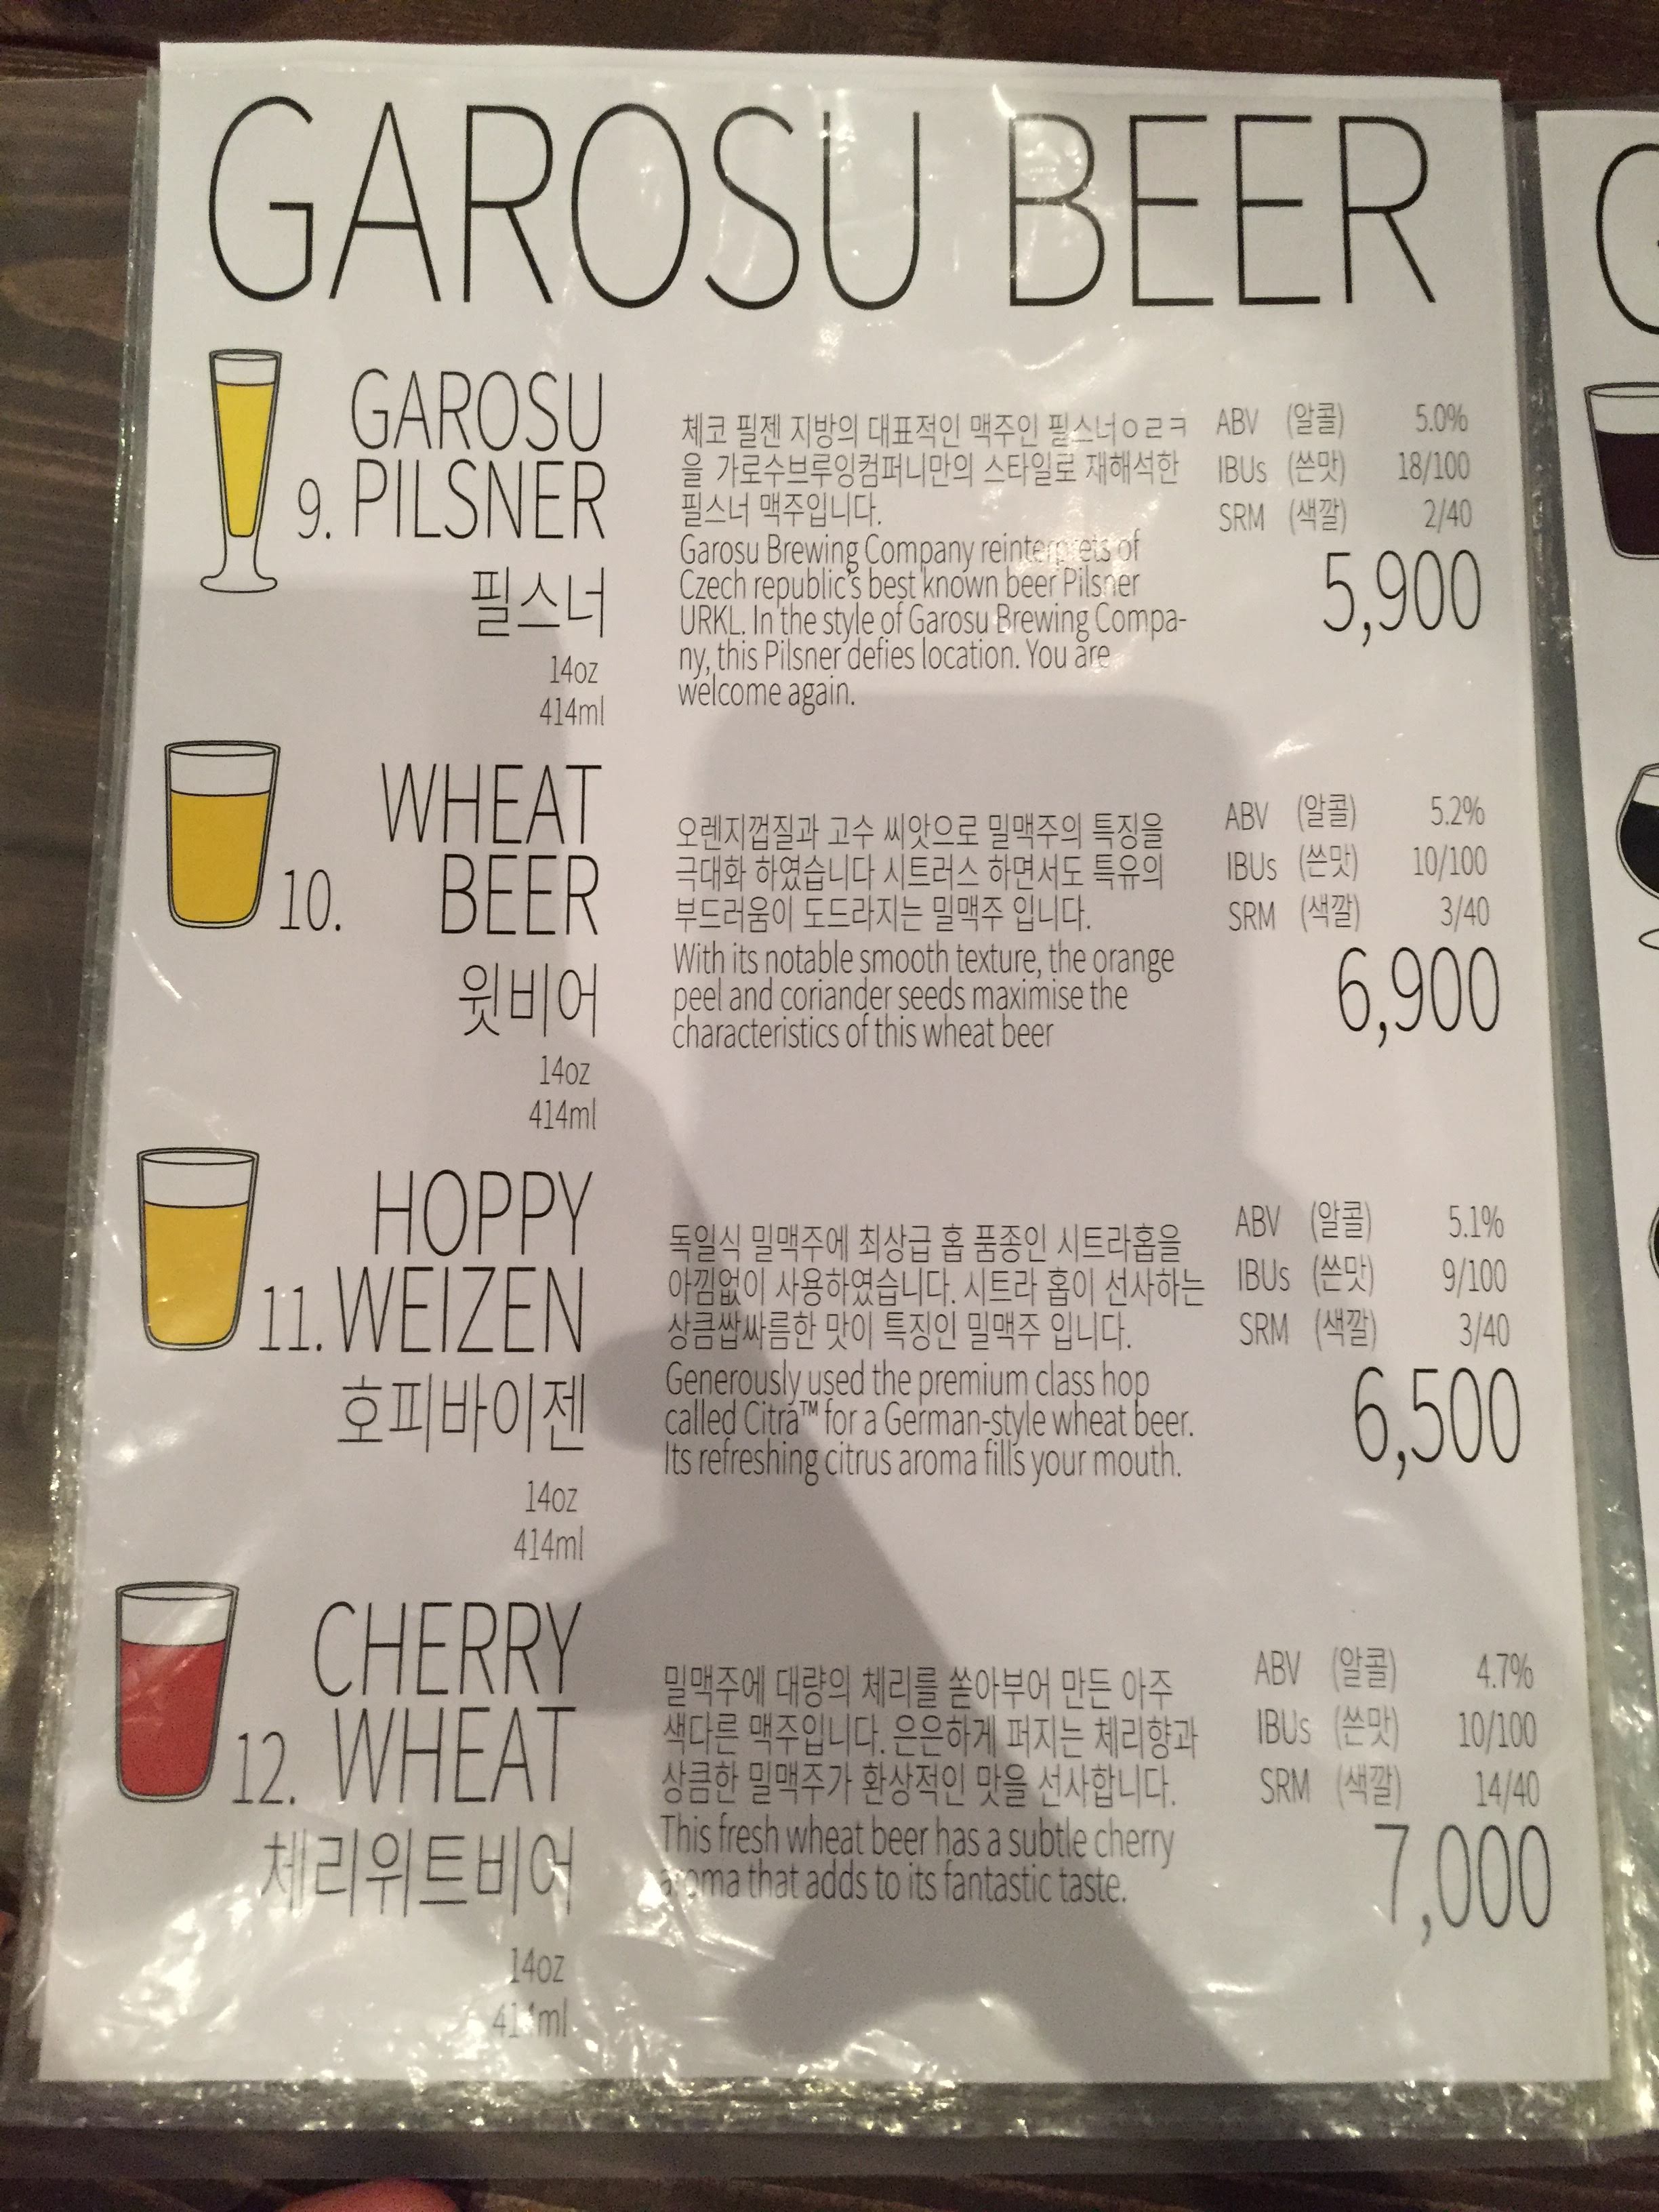 GAROSU BEER
GAROSU
9. PILSNER
필스너
14oz
414ml
체코 필젠 지방의 대표적인 맥주인 필스너ㅇㄹㅋ
을 가로수브루잉컴퍼니만의 스타일로 재해석한
필스너 맥주입니다.
Garosu Brewing Company reinterprets of
Czech republic's best known beer Pilsner
URKL. In the style of Garosu Brewing Compa-
ny, this Pilsner defies location. You are
welcome again.
ABV (알콜) 5.0%
IBUs (쓴맛) 18/100
SRM (색깔) 2/40
5,900
WHEAT
10. BEER
윗비어
14oz
414ml
오렌지껍질과 고수 씨앗으로 밀맥주의 특징을
극대화 하였습니다 시트러스 하면서도 특유의
부드러움이 도드라지는 밀맥주 입니다.
With its notable smooth texture, the orange
peel and coriander seeds maximise the
characteristics of this wheat beer
ABV (알콜) 5.2%
IBUs (쓴맛) 10/100
SRM (색깔) 3/40
6,900
HOPPY
11. WEIZEN
호피바이젠
14oz
414ml
독일식 밀맥주에 최상급 홉 품종인 시트라홉을
아낌없이 사용하였습니다. 시트라 홉이 선사하는
상큼쌉싸름한 맛이 특징인 밀맥주 입니다.
Generously used the premium class hop
called Citra™ for a German-style wheat beer.
Its refreshing citrus aroma fills your mouth.
ABV (알콜) 5.1%
IBUs (쓴맛) 9/100
SRM (색깔) 3/40
6,500
CHERRY
12. WHEAT
체리위트비어
14oz
414ml
밀맥주에 대량의 체리를 쏟아부어 만든 아주
색다른 맥주입니다. 은은하게 퍼지는 체리향과
상큼한 밀맥주가 환상적인 맛을 선사합니다.
This fresh wheat beer has a subtle cherry
aroma that adds to its fantastic taste.
ABV (알콜) 4.7%
IBUs (쓴맛) 10/100
SRM (색깔) 14/40
7,000